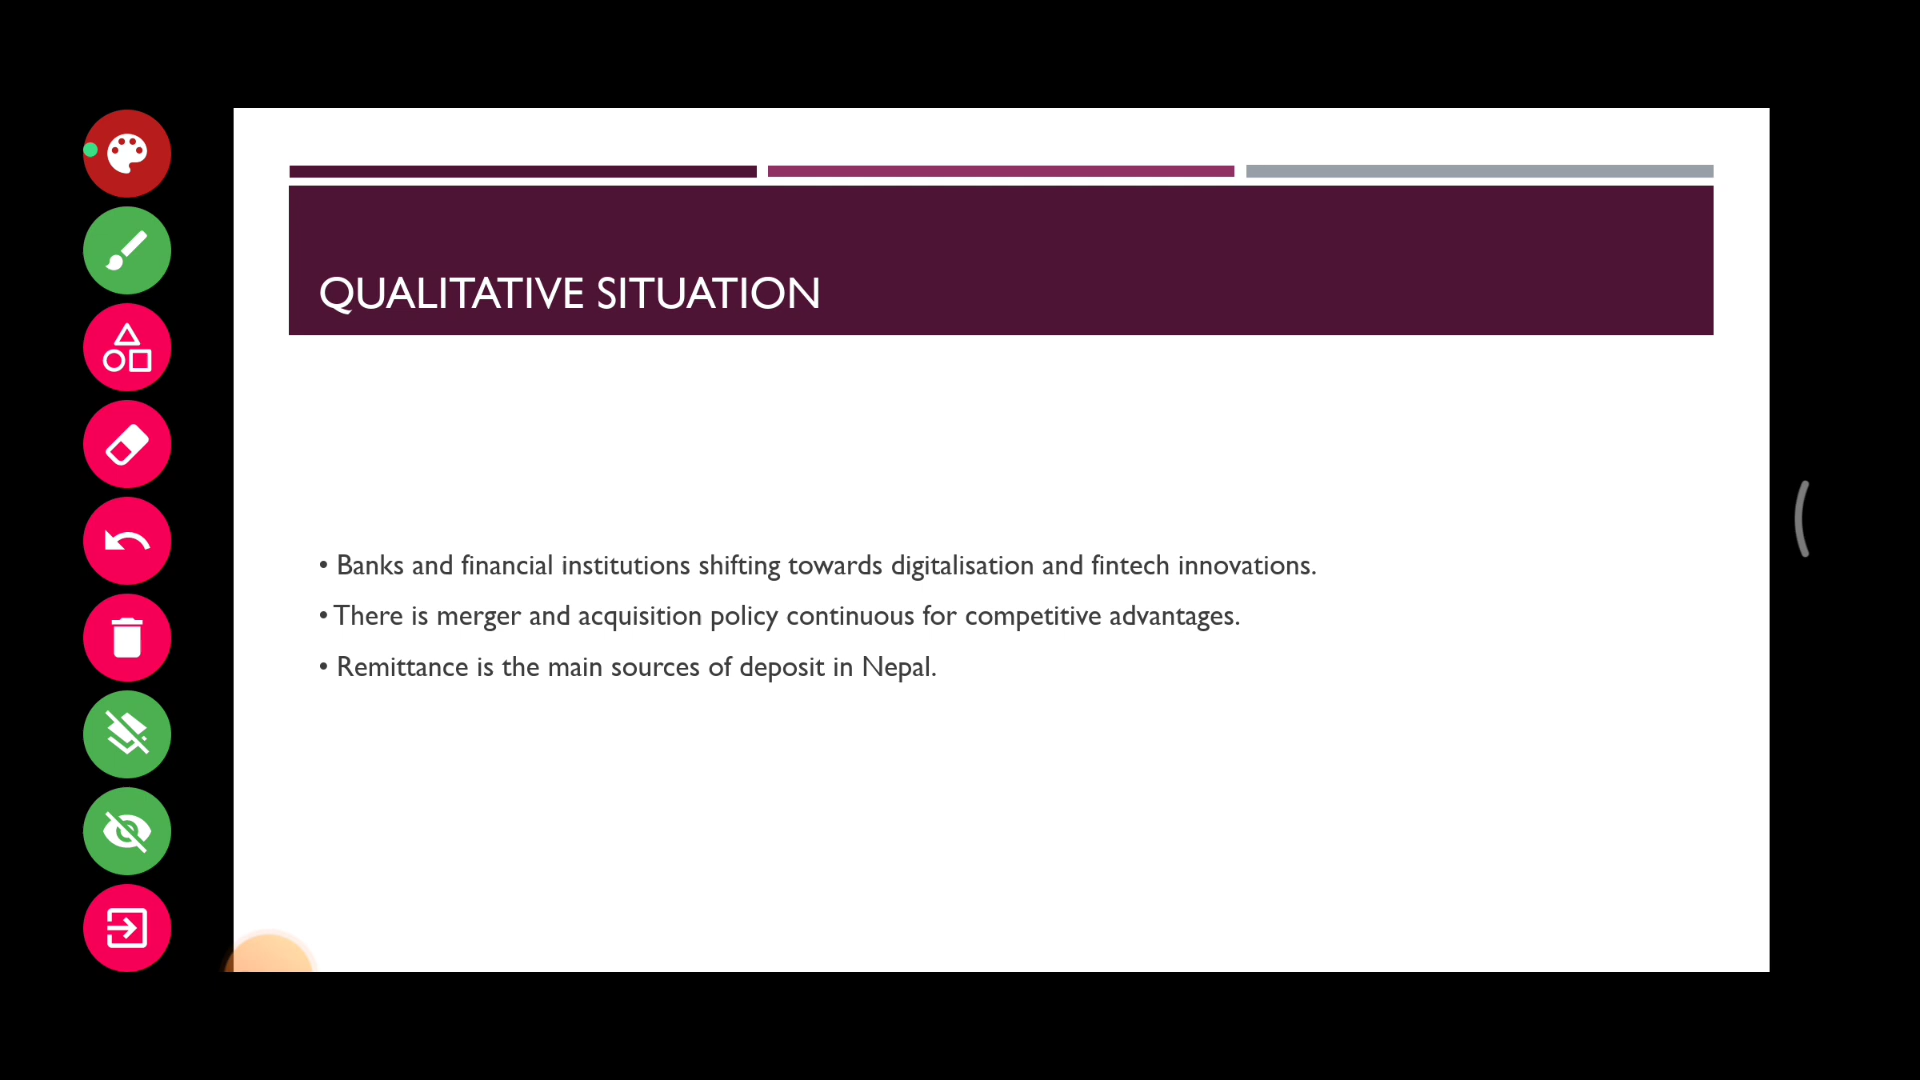 QUALITATIVE SITUATION
• Banks and financial institutions shifting towards digitalisation and fintech innovations.
• There is merger and acquisition policy continuous for competitive advantages.
• Remittance is the main sources of deposit in Nepal.